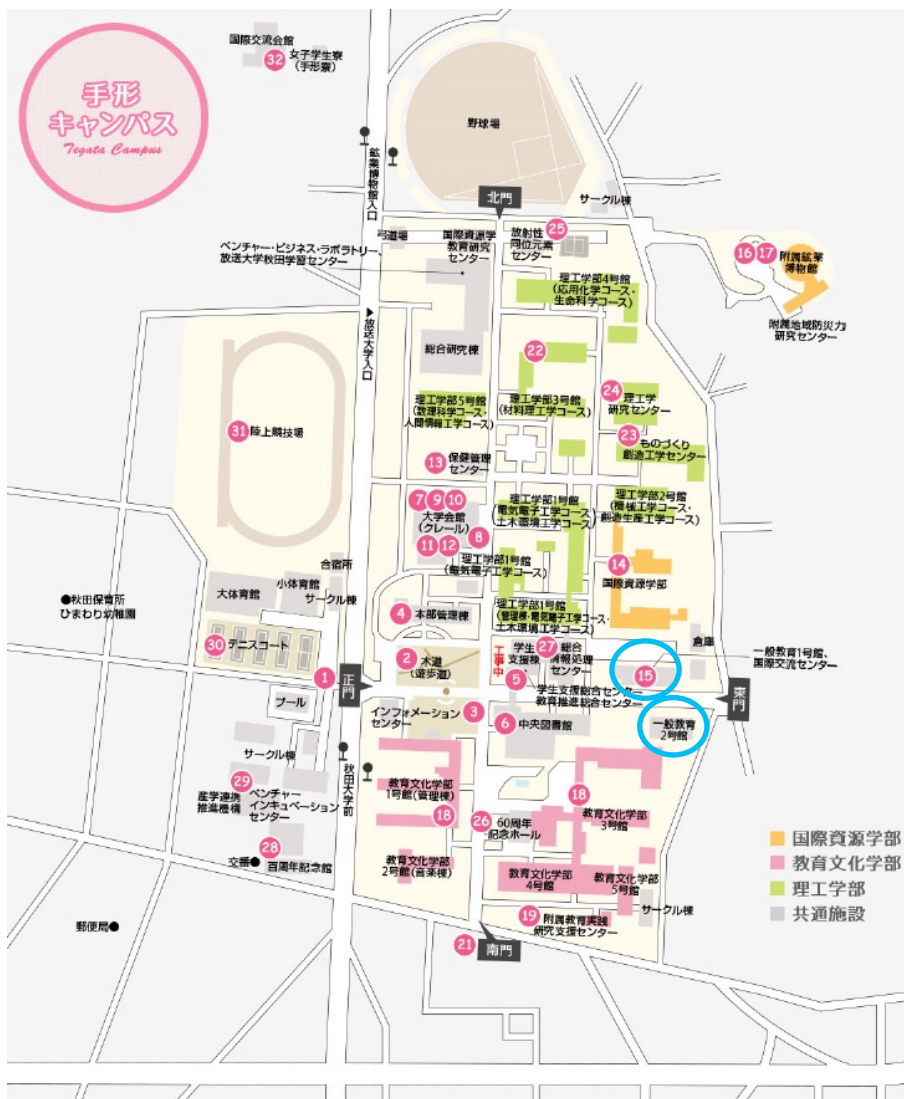 手形
キャンパス
Tegata Campus
国際交流会館
32
女子学生寮
(手形寮)
野球場
鉱業博物館入口
北門
サークル棟
弓道場
国際資源学
教育研究
センター
放射性
同位元素
センター
25
ベンチャー・ビジネス・ラボラトリー、
放送大学秋田学習センター
16
17
附属鉱業
博物館
附属地域防災力
研究センター
理工学部4号館
(応用化学コース・
生命科学コース)
▶放送大学入口
総合研究棟
22
理工学部5号館
(数理科学コース・
人間情報工学コース)
理工学部3号館
(材料理工学コース)
24
理工学
研究センター
23
ものづくり
創造工学センター
31
陸上競技場
13
保健管理
センター
7
9
10
大学会館
(クレール)
8
11
12
理工学部1号館
(電気電子工学コース・
土木環境工学コース)
理工学部2号館
(機械工学コース・
創造生産工学コース)
理工学部1号館
(電気電子工学コース)
14
国際資源学部
合宿所
小体育館
大体育館
サークル棟
●秋田保育所
ひまわり幼稚園
4
本部管理棟
理工学部1号館
(管理棟・電気電子工学コース・
土木環境工学コース)
倉庫
30
テニスコート
2
木道
(遊歩道)
工事中
学生
支援棟
27
総合
情報処理
センター
一般教育1号館、
国際交流センター
15
1
正門
5
学生支援総合センター
教育推進総合センター
東門
プール
インフォメーション
センター
3
6
中央図書館
一般教育
2号館
サークル棟
秋田大学前
29
産学連携
推進機構
ベンチャー
インキュベーション
センター
教育文化学部
1号館(管理棟)
18
26
60周年
記念ホール
18
教育文化学部
3号館
28
交番●
百周年記念館
教育文化学部
2号館(音楽棟)
教育文化学部
4号館
教育文化学部
5号館
サークル棟
郵便局●
19
附属教育実践
研究支援センター
21
南門
国際資源学部
教育文化学部
理工学部
共通施設